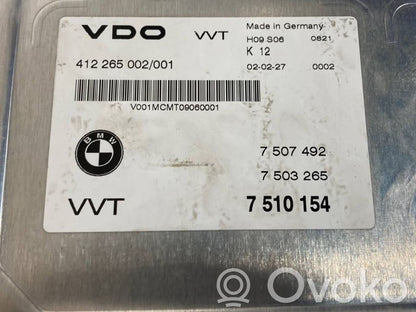 VDO VVT Made in Germany
H09 S06 0821
K 12
412 265 002/001 02-02-27 0002
V001MCMT09060001
BMW
7 507 492
7 503 265
VVT 7 510 154
Ovoko